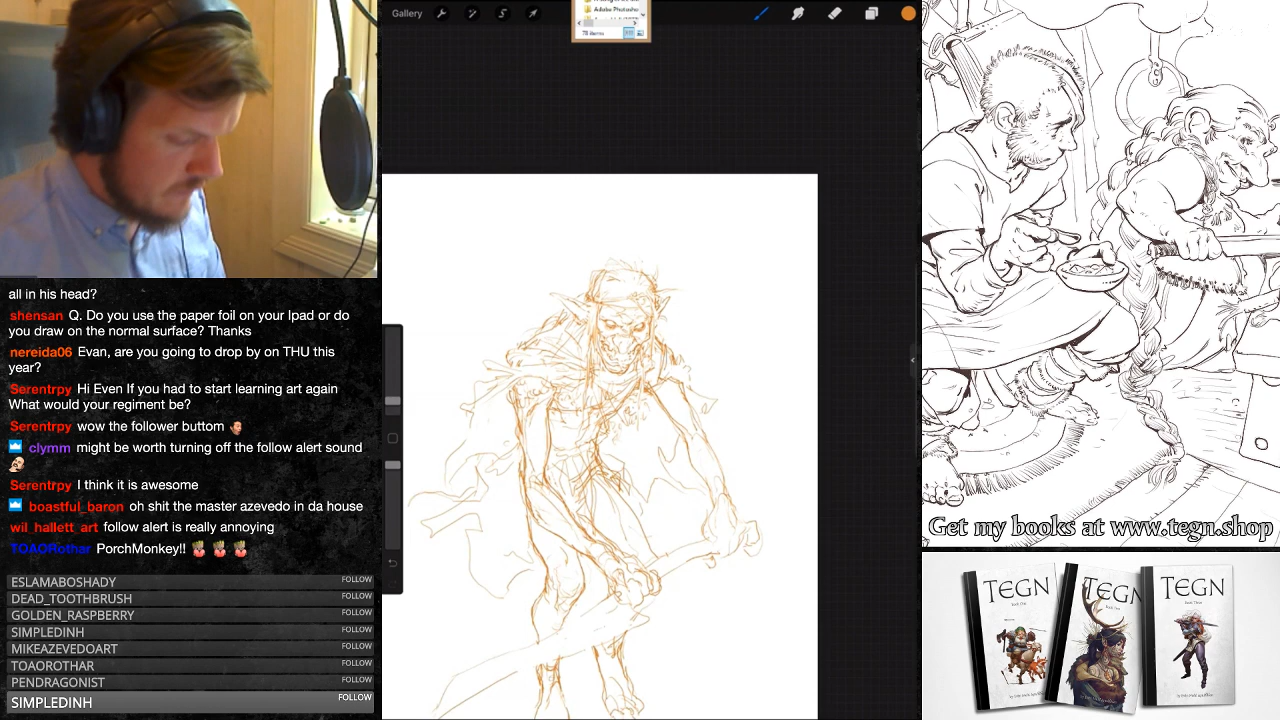 Gallery
Adobe Photosho
78 items
all in his head?
shensan Q. Do you use the paper foil on your Ipad or do
you draw on the normal surface? Thanks
nereida06 Evan, are you going to drop by on THU this
year?
Serentrpy Hi Even If you had to start learning art again
What would your regiment be?
Serentrpy wow the follower buttom
clymm might be worth turning off the follow alert sound
Serentrpy I think it is awesome
boastful_baron oh shit the master azevedo in da house
wil_hallett_art follow alert is really annoying
TOAORothar PorchMonkey!!
ESLAMABOSHADY FOLLOW
DEAD_TOOTHBRUSH FOLLOW
GOLDEN_RASPBERRY FOLLOW
SIMPLEDINH FOLLOW
MIKEAZEVEDOART FOLLOW
TOAOROTHAR FOLLOW
PENDRAGONIST FOLLOW
SIMPLEDINH FOLLOW
Get my books at www.tegn.shop
TEGN
Book One
TEGN
TEGN